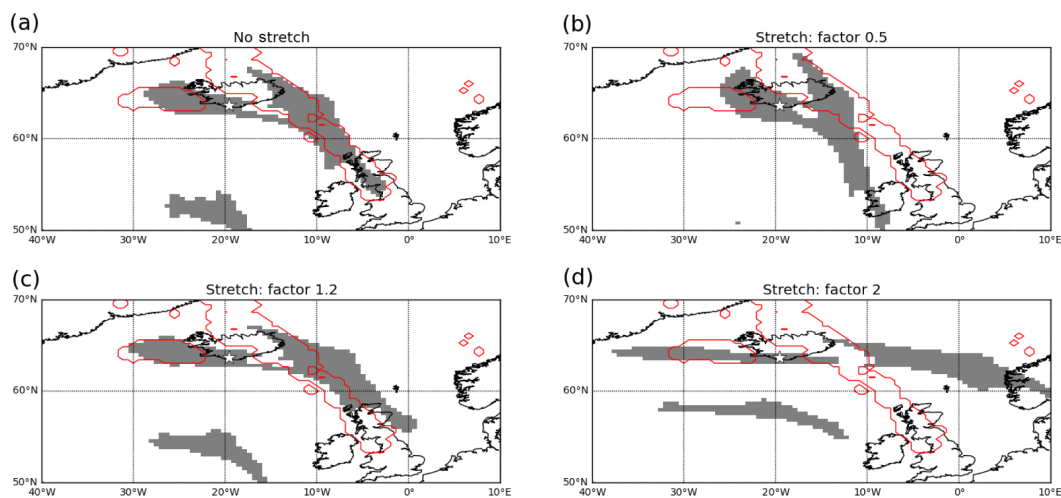 (a)
No stretch
70°N
60°N
50°N
40°W 30°W 20°W 10°W 0° 10°E
(b)
Stretch: factor 0.5
70°N
60°N
50°N
40°W 30°W 20°W 10°W 0° 10°E
(c)
Stretch: factor 1.2
70°N
60°N
50°N
40°W 30°W 20°W 10°W 0° 10°E
(d)
Stretch: factor 2
70°N
60°N
50°N
40°W 30°W 20°W 10°W 0° 10°E